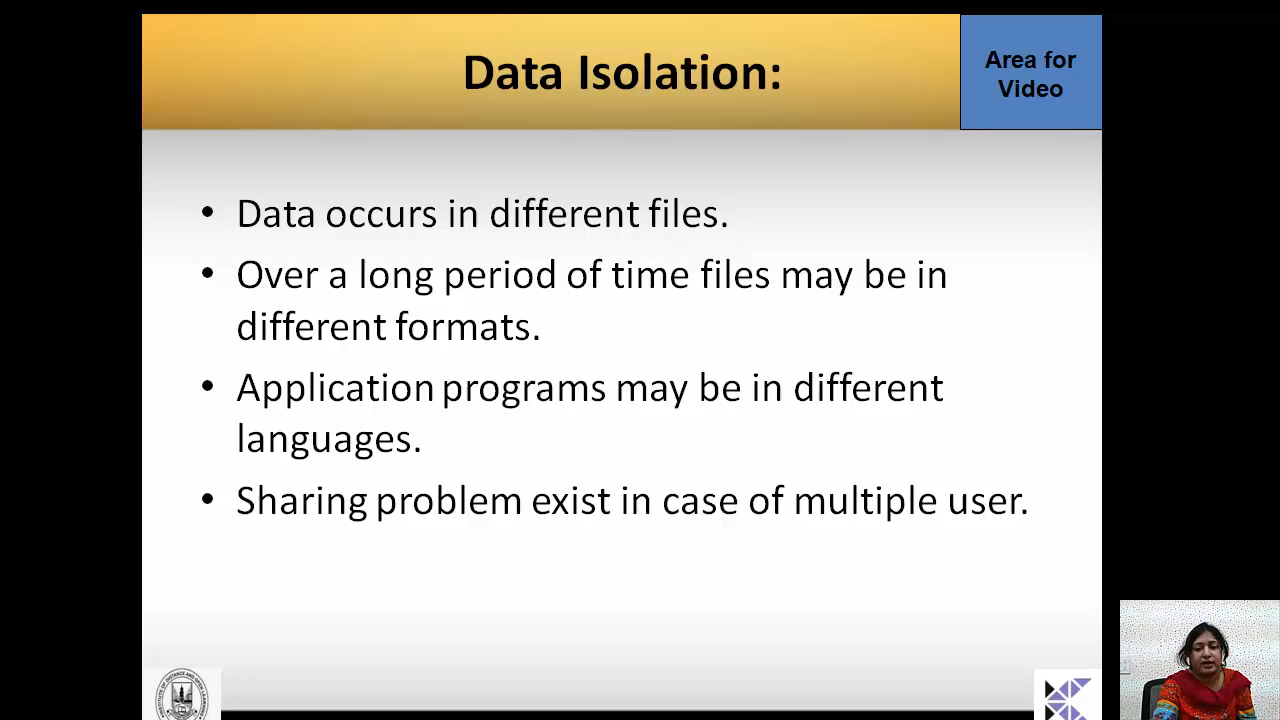 Data Isolation:
Area for
Video
• Data occurs in different files.
• Over a long period of time files may be in
different formats.
• Application programs may be in different
languages.
• Sharing problem exist in case of multiple user.